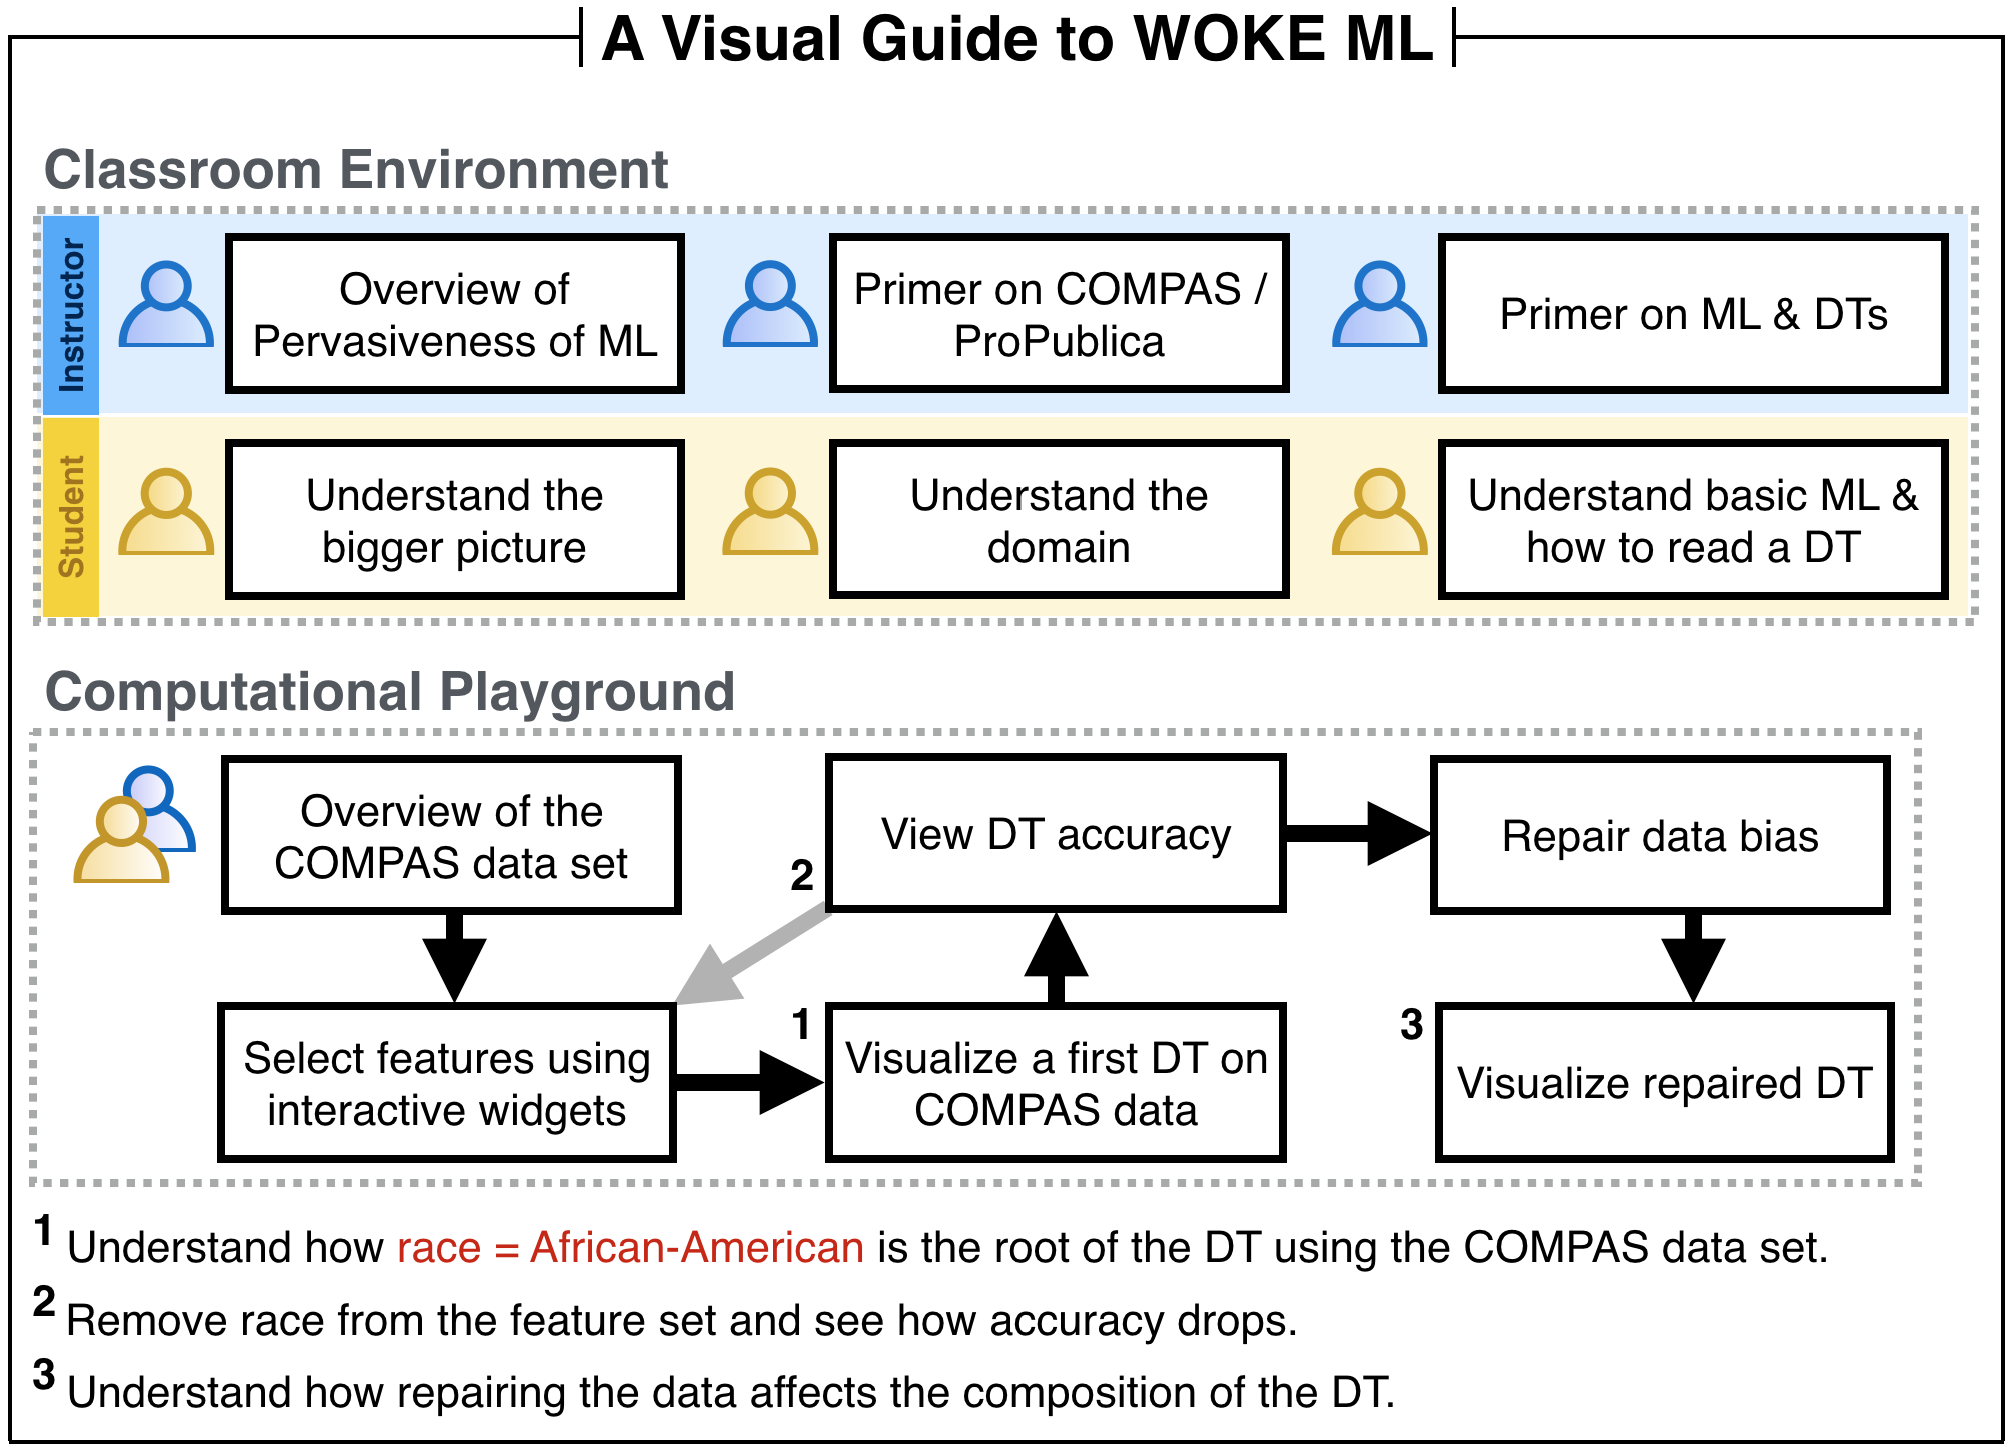 A Visual Guide to WOKE ML
Classroom Environment
Instructor
Overview of
Pervasiveness of ML
Primer on COMPAS /
ProPublica
Primer on ML & DTs
Student
Understand the
bigger picture
Understand the
domain
Understand basic ML &
how to read a DT
Computational Playground
Overview of the
COMPAS data set
2
View DT accuracy
Repair data bias
Select features using
interactive widgets
1
Visualize a first DT on
COMPAS data
3
Visualize repaired DT
1 Understand how race = African-American is the root of the DT using the COMPAS data set.
2 Remove race from the feature set and see how accuracy drops.
3 Understand how repairing the data affects the composition of the DT.